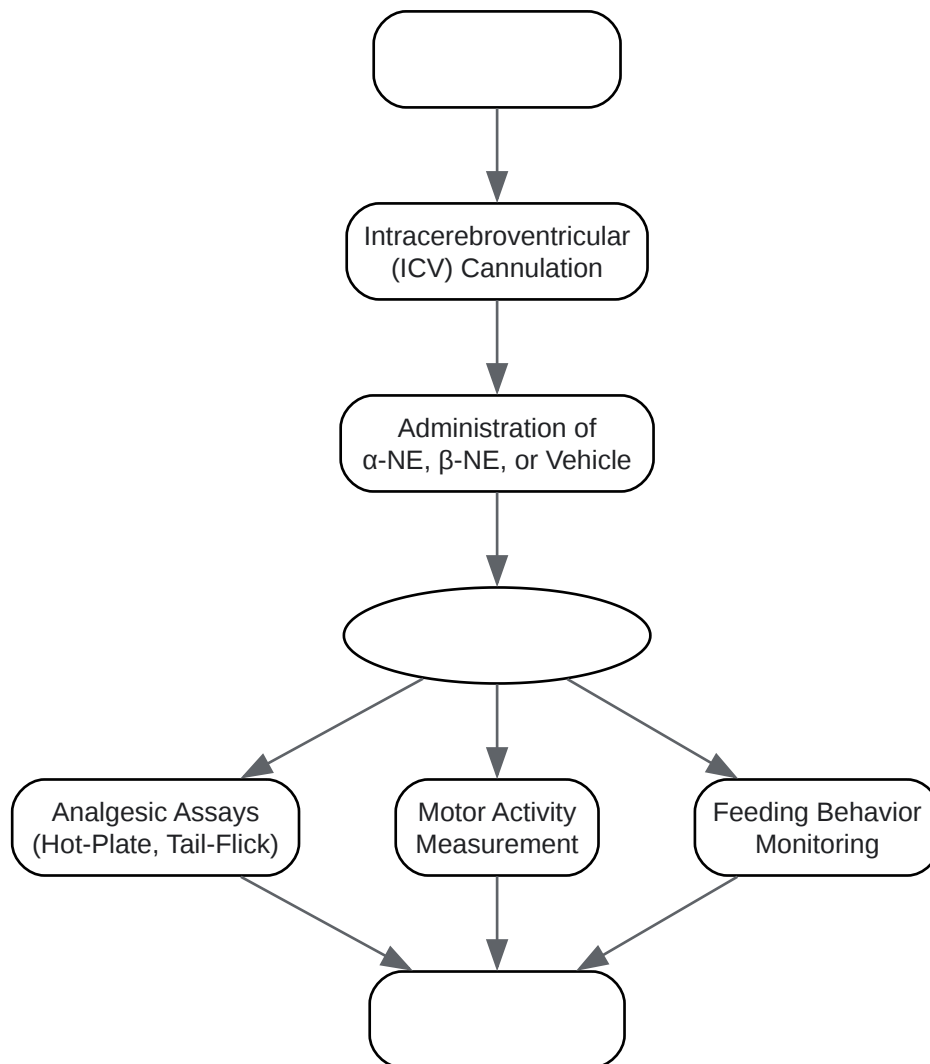 Intracerebroventricular
(ICV) Cannulation
Administration of
α-NE, β-NE, or Vehicle
Analgesic Assays
(Hot-Plate, Tail-Flick)
Motor Activity
Measurement
Feeding Behavior
Monitoring